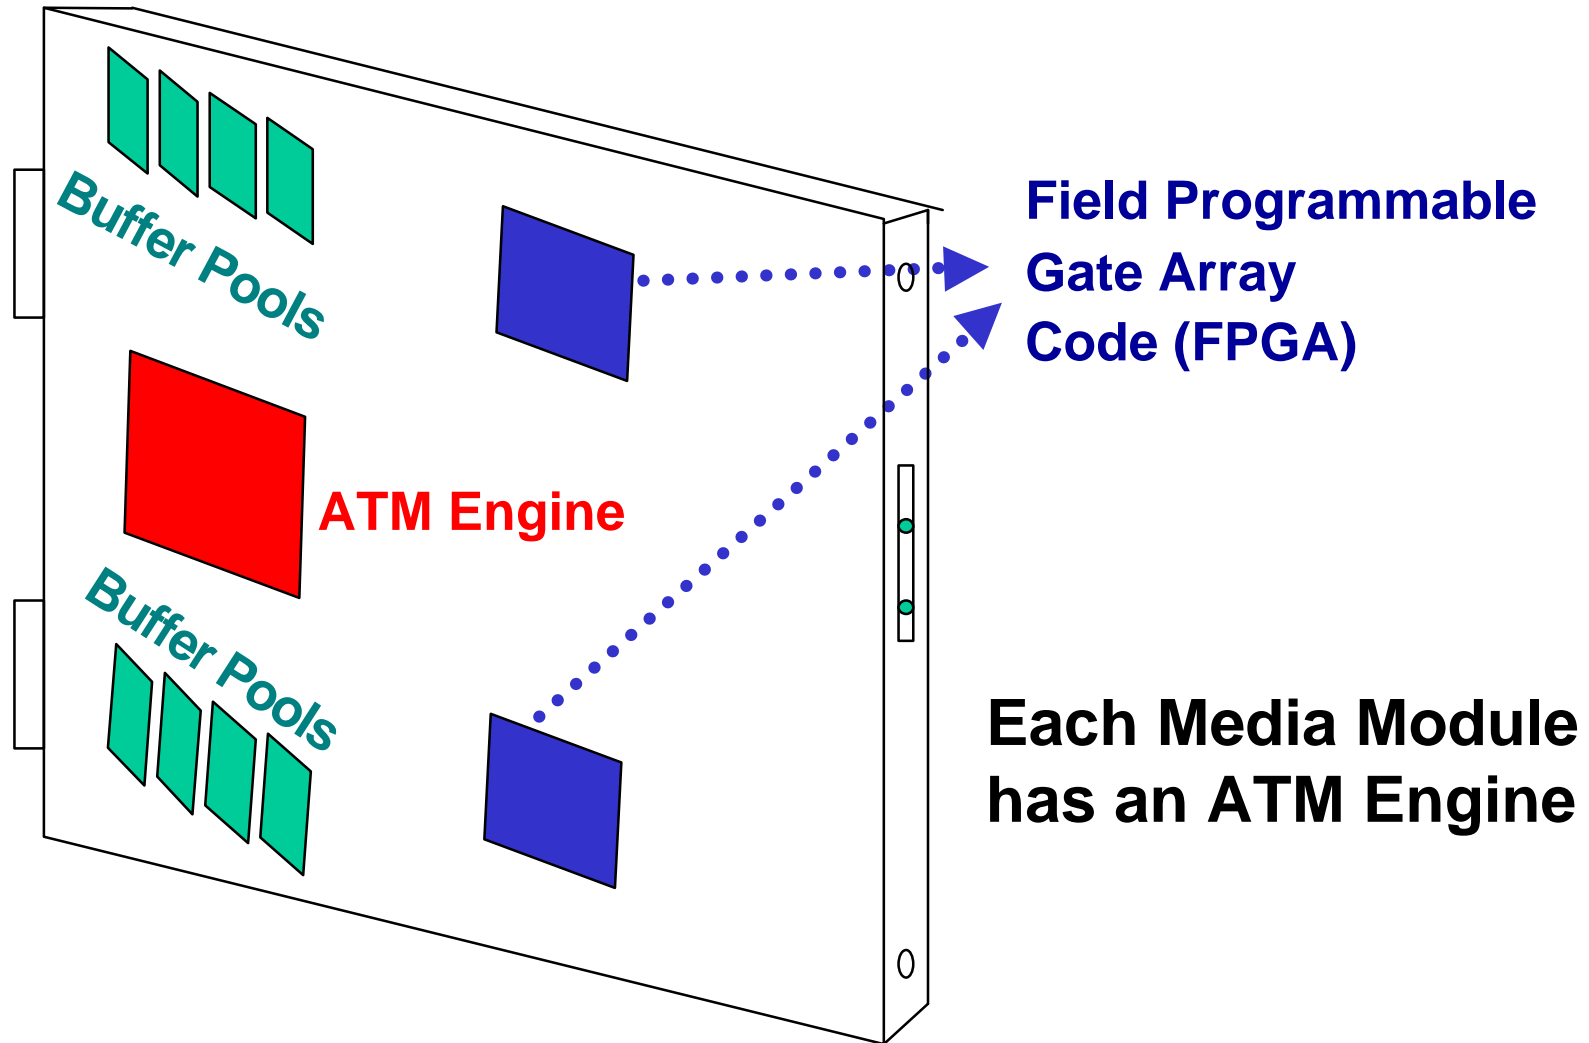 Buffer Pools
Field Programmable
Gate Array
Code (FPGA)
ATM Engine
Buffer Pools
Each Media Module
has an ATM Engine